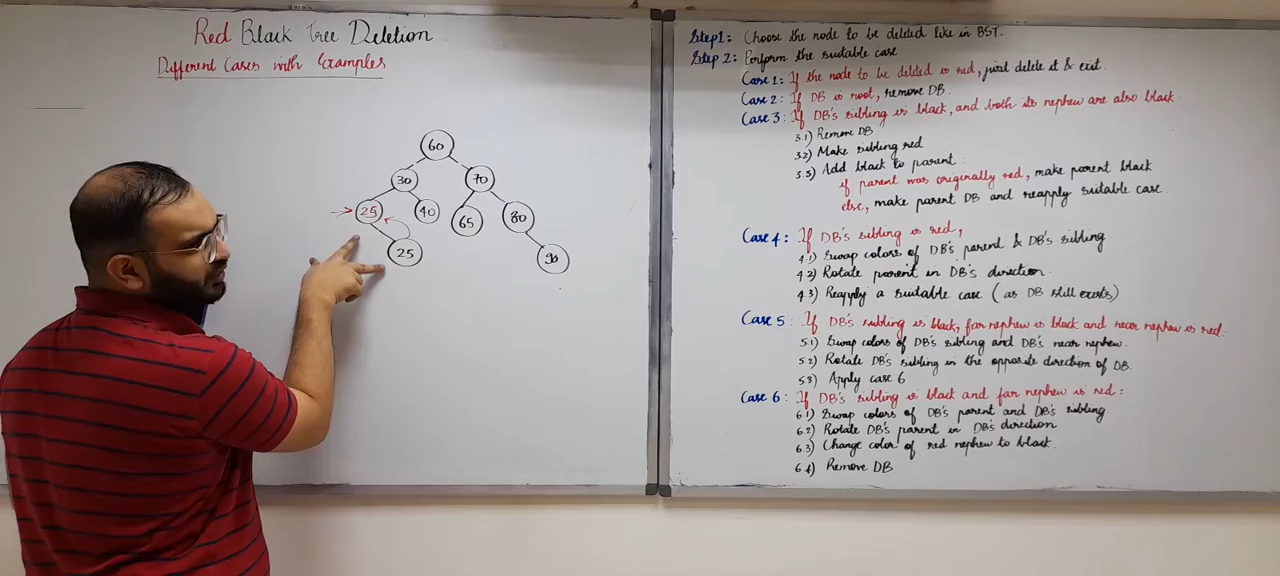 Red Black Tree Deletion
Different Cases with Examples
60
30
70
25
40
65
80
25
90
Step1: Choose the node to be deleted like in BST.
Step 2: Perform the suitable case.
Case 1: If the node to be deleted is red, just delete it & exit.
Case 2: If DB is root, remove DB.
Case 3: If DB's sibling is black, and both its nephew are also black
3.1) Remove DB
3.2) Make sibling red
3.3) Add black to parent:
if parent was originally red, make parent black
else, make parent DB and reapply suitable case
Case 4: If DB's sibling is red,
4.1) Swap colors of DB's parent & DB's sibling
4.2) Rotate parent in DB's direction
4.3) Reapply a suitable case (as DB still exists)
Case 5: If DB's sibling is black, far nephew is black and near nephew is red:
5.1) Swap colors of DB's sibling and DB's near nephew.
5.2) Rotate DB's sibling in the opposite direction of DB.
5.3) Apply case 6
Case 6: If DB's sibling is black and far nephew is red:
6.1) Swap colors of DB's parent and DB's sibling
6.2) Rotate DB's parent in DB's direction
6.3) Change color of red nephew to black.
6.4) Remove DB